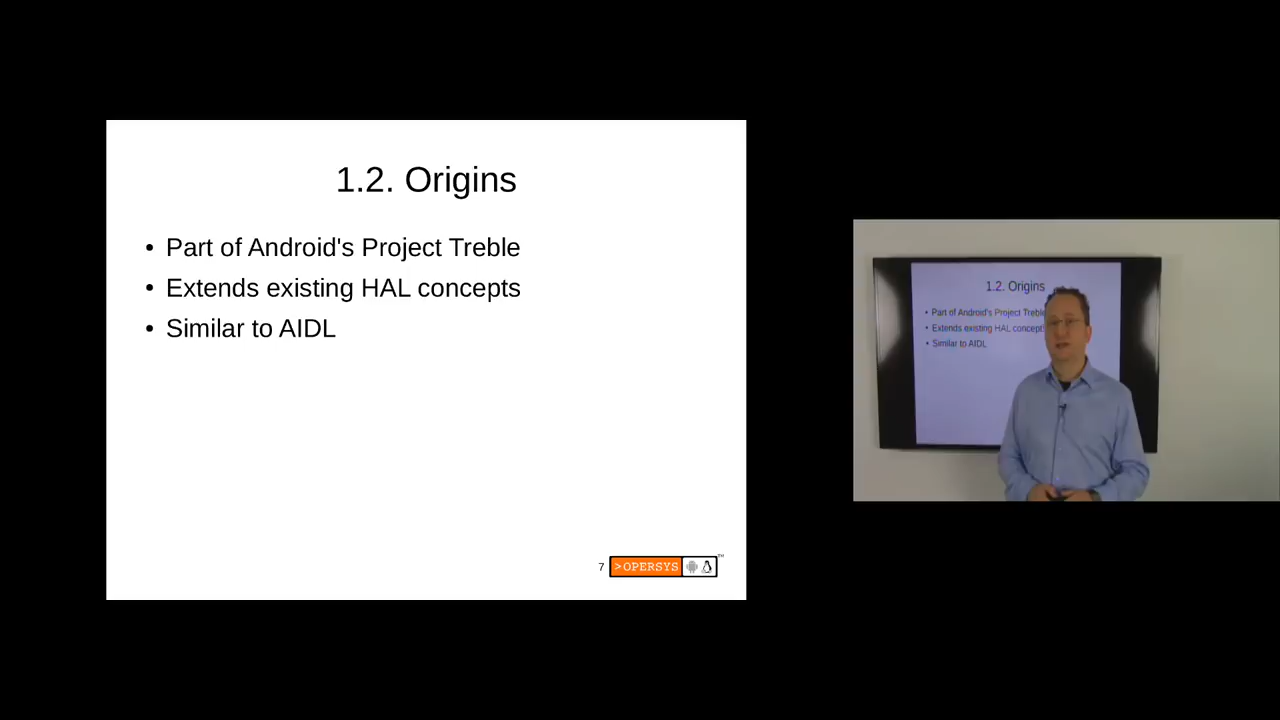 1.2. Origins
• Part of Android's Project Treble
• Extends existing HAL concepts
• Similar to AIDL
7
>OPERSYS
TM
1.2. Origins
• Part of Android's Project Treble
• Extends existing HAL concept
• Similar to AIDL